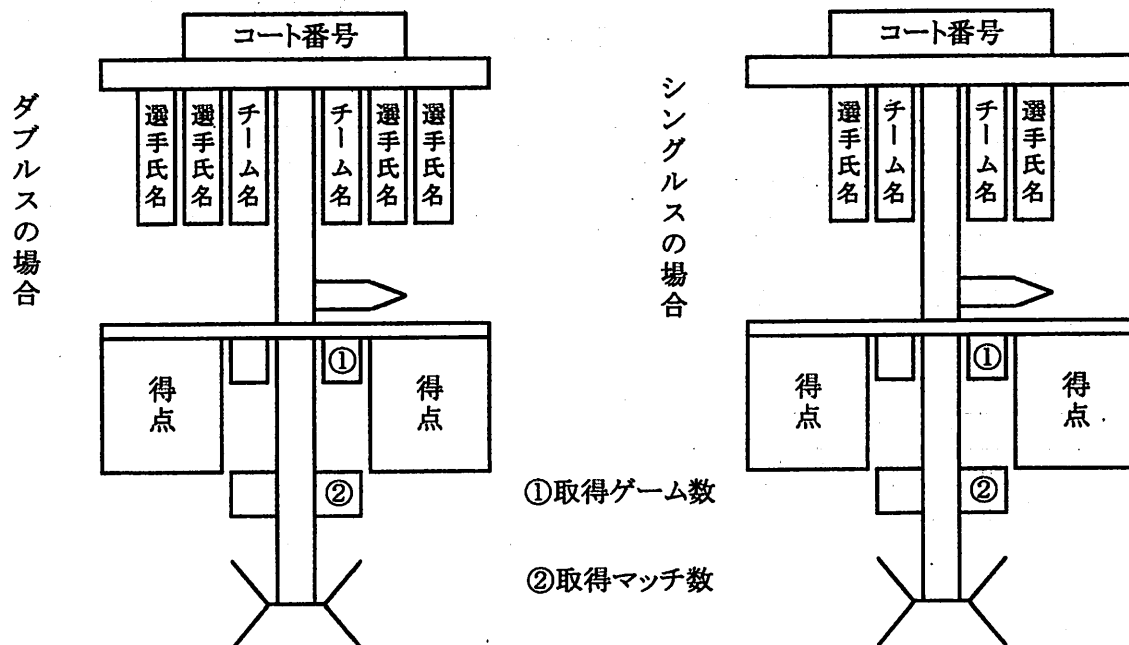 ダブルスの場合
コート番号
選手氏名
選手氏名
チーム名
チーム名
選手氏名
選手氏名
①
得点
得点
②
①取得ゲーム数
②取得マッチ数
シングルスの場合
コート番号
選手氏名
チーム名
チーム名
選手氏名
①
得点
得点
②